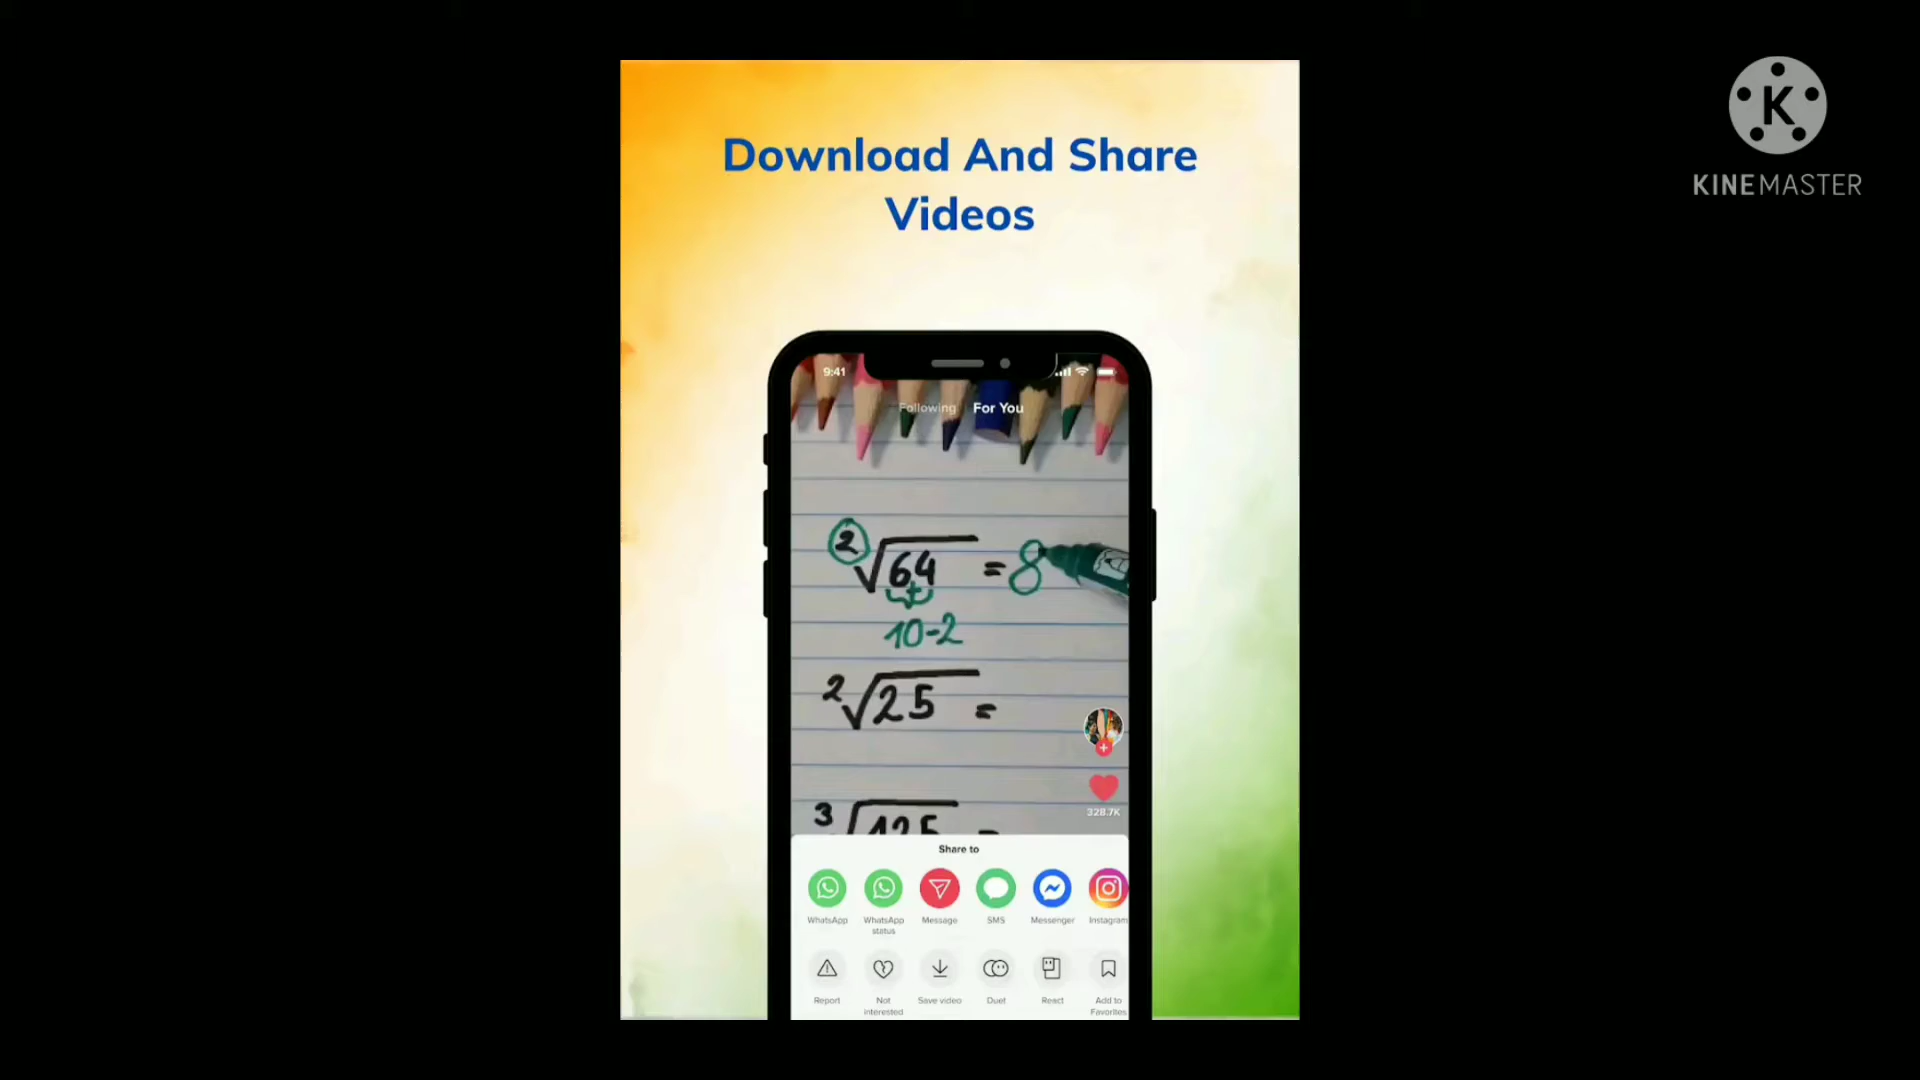 Download And Share
Videos
KINEMASTER
9:41
Following For You
2√64 = 8
10-2
2√25 =
3√125 =
328.7K
Share to
WhatsApp
WhatsApp
status
Message
SMS
Messenger
Instagram
Report
Not
interested
Save video
Duet
React
Add to
Favorites